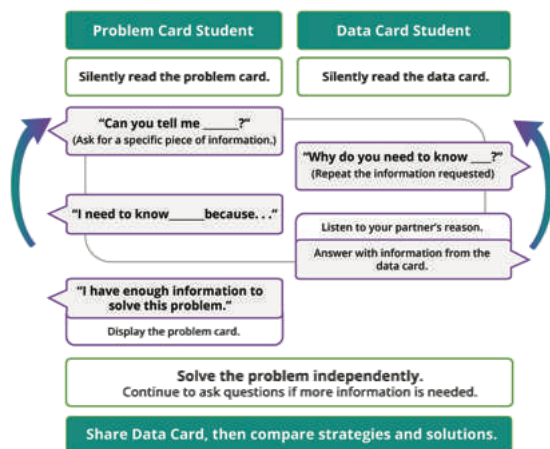 Problem Card Student
Data Card Student
Silently read the problem card.
Silently read the data card.
“Can you tell me ______?”
(Ask for a specific piece of information.)
“Why do you need to know ____?”
(Repeat the information requested)
“I need to know______because. . .”
Listen to your partner’s reason.
Answer with information from the
data card.
“I have enough information to
solve this problem.”
Display the problem card.
Solve the problem independently.
Continue to ask questions if more information is needed.
Share Data Card, then compare strategies and solutions.